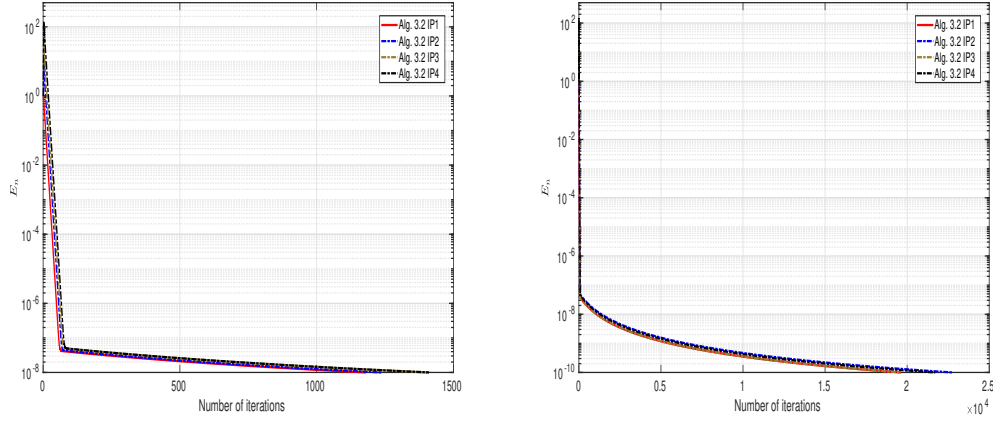 10^2
10^0
10^-2
10^-4
10^-6
10^-8
E_n
0
500
1000
1500
Number of iterations
Alg. 3.2 IP1
Alg. 3.2 IP2
Alg. 3.2 IP3
Alg. 3.2 IP4
10^2
10^0
10^-2
10^-4
10^-6
10^-8
10^-10
E_n
0
0.5
1
1.5
2
2.5
×10^4
Number of iterations
Alg. 3.2 IP1
Alg. 3.2 IP2
Alg. 3.2 IP3
Alg. 3.2 IP4